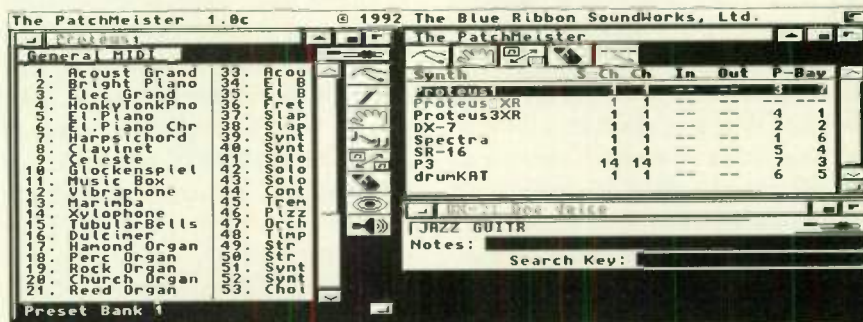 The PatchMeister 1.0c © 1992 The Blue Ribbon SoundWorks, Ltd.
Proteus1
General MIDI
1. Acoust Grand
2. Bright Piano
3. Elec Grand
4. HonkyTonkPno
5. El.Piano
6. El.Piano Chr
7. Harpsichord
8. Clavinet
9. Celeste
10. Glockenspiel
11. Music Box
12. Vibraphone
13. Marimba
14. Xylophone
15. TubularBells
16. Dulcimer
17. Hamond Organ
18. Perc Organ
19. Rock Organ
20. Church Organ
21. Reed Organ
33. Acou
34. El B
35. El B
36. Fret
37. Slap
38. Slap
39. Synt
40. Synt
41. Solo
42. Solo
43. Solo
44. Cont
45. Trem
46. Pizz
47. Orch
48. Timp
49. Str
50. Str
51. Synt
52. Synt
53. Choi
Preset Bank 1
The PatchMeister
Synth S Ch Ch In Out P-Bay
Proteus1 1 1 -- -- 3 7
Proteus XR 1 1 -- -- -- --
Proteus3XR 1 1 -- -- 4 1
DX-7 1 1 -- -- 2 2
Spectra 1 1 -- -- 1 6
SR-16 1 1 -- -- 5 4
P3 14 14 -- -- 7 3
drumKAT 1 1 -- -- 6 5
JAZZ GUITR
Notes:
Search Key: